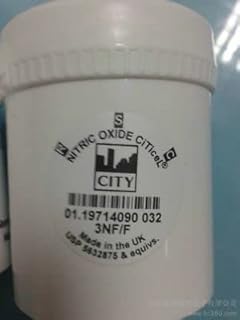 S
NITRIC OXIDE CiTiceL®
C
CITY
01.19714090 032
3NF/F
Made in the UK
USP 5632875 & equivs.